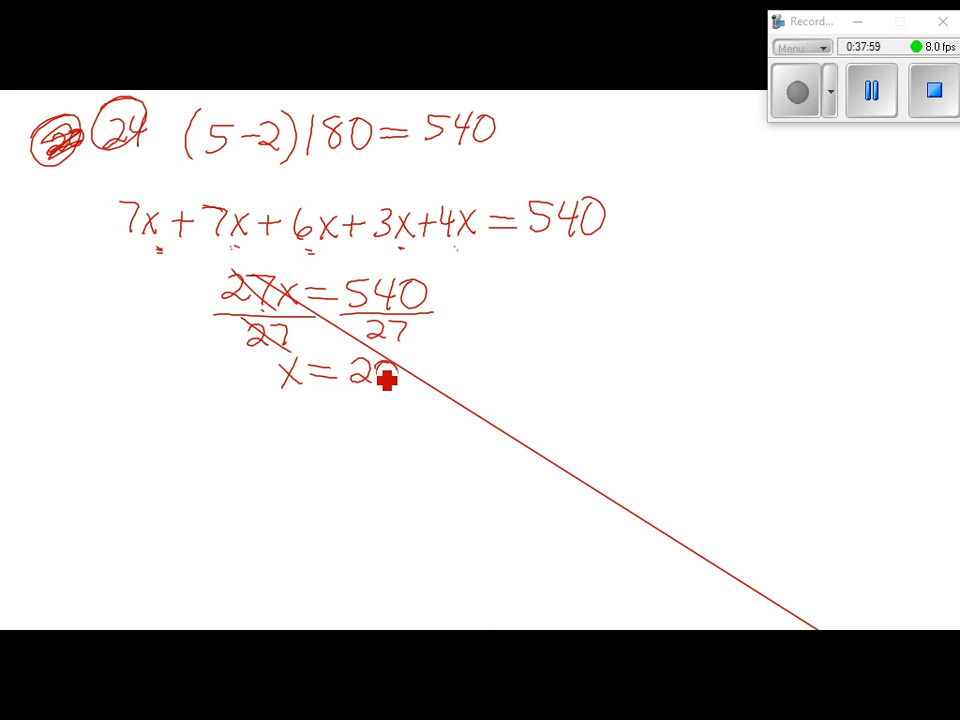 Record...
Menu
0:37:59
8.0 fps
24 (5-2)180=540
7x+7x+6x+3x+4x=540
27x=540
27 27
x=20